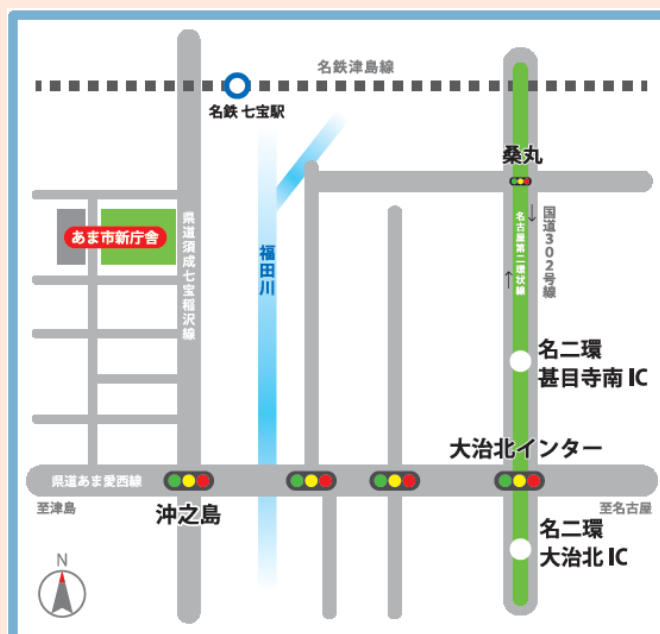 名鉄津島線
名鉄 七宝駅
桑丸
あま市新庁舎
県道須成七宝稲沢線
福田川
名古屋第二環状線
国道302号線
名二環
甚目寺南 IC
大治北インター
県道あま愛西線
至津島
沖之島
至名古屋
名二環
大治北 IC
N